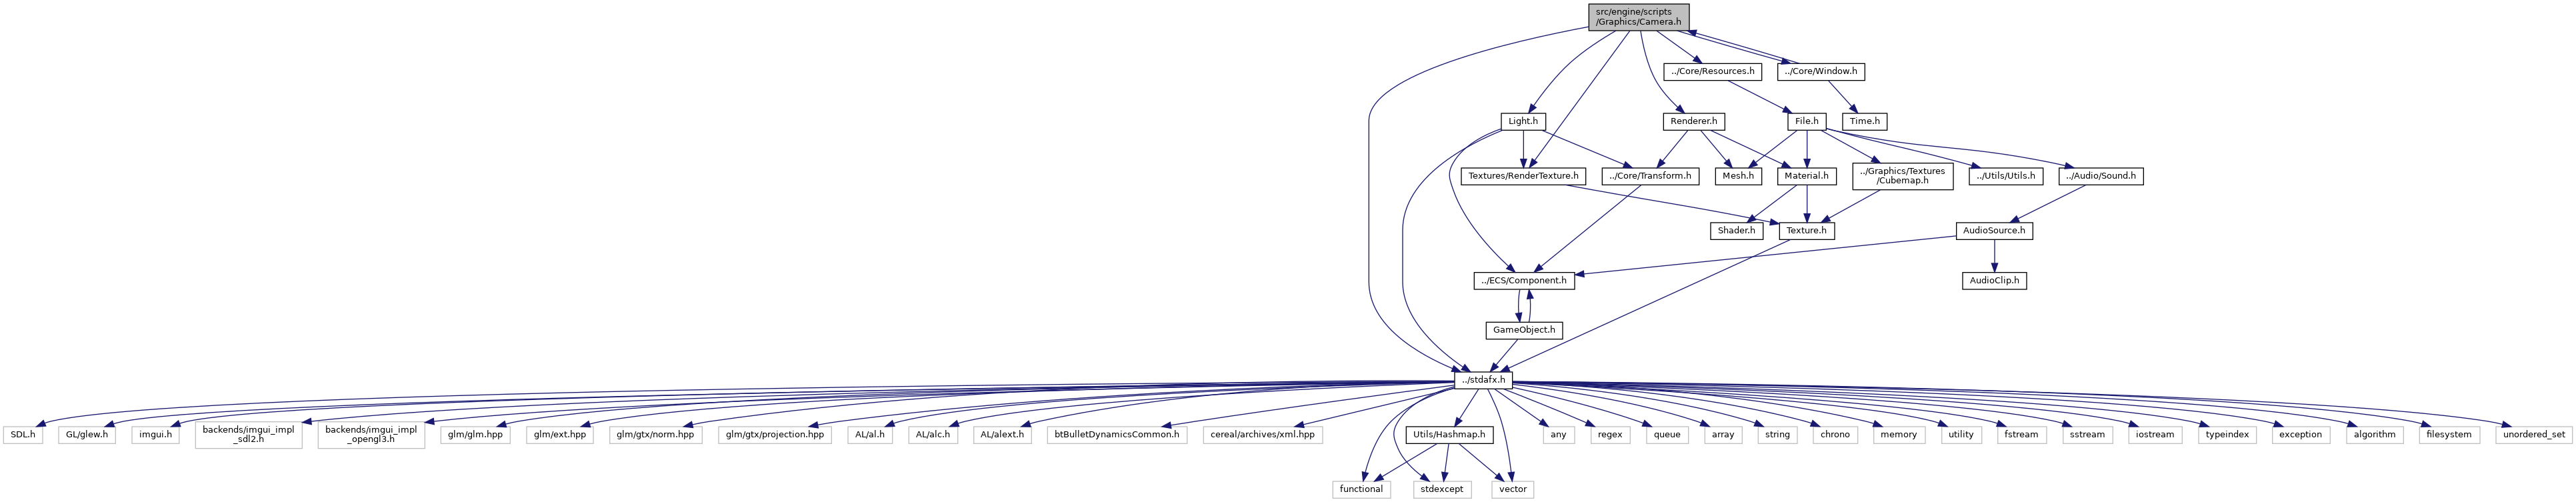 src/engine/scripts
/Graphics/Camera.h
../Core/Resources.h
../Core/Window.h
Light.h
Renderer.h
File.h
Time.h
Textures/RenderTexture.h
../Core/Transform.h
Mesh.h
Material.h
../Graphics/Textures
/Cubemap.h
../Utils/Utils.h
../Audio/Sound.h
Shader.h
Texture.h
AudioSource.h
../ECS/Component.h
AudioClip.h
GameObject.h
../stdafx.h
SDL.h
GL/glew.h
imgui.h
backends/imgui_impl
_sdl2.h
backends/imgui_impl
_opengl3.h
glm/glm.hpp
glm/ext.hpp
glm/gtx/norm.hpp
glm/gtx/projection.hpp
AL/al.h
AL/alc.h
AL/alext.h
btBulletDynamicsCommon.h
cereal/archives/xml.hpp
Utils/Hashmap.h
any
regex
queue
array
string
chrono
memory
utility
fstream
sstream
iostream
typeindex
exception
algorithm
filesystem
unordered_set
functional
stdexcept
vector